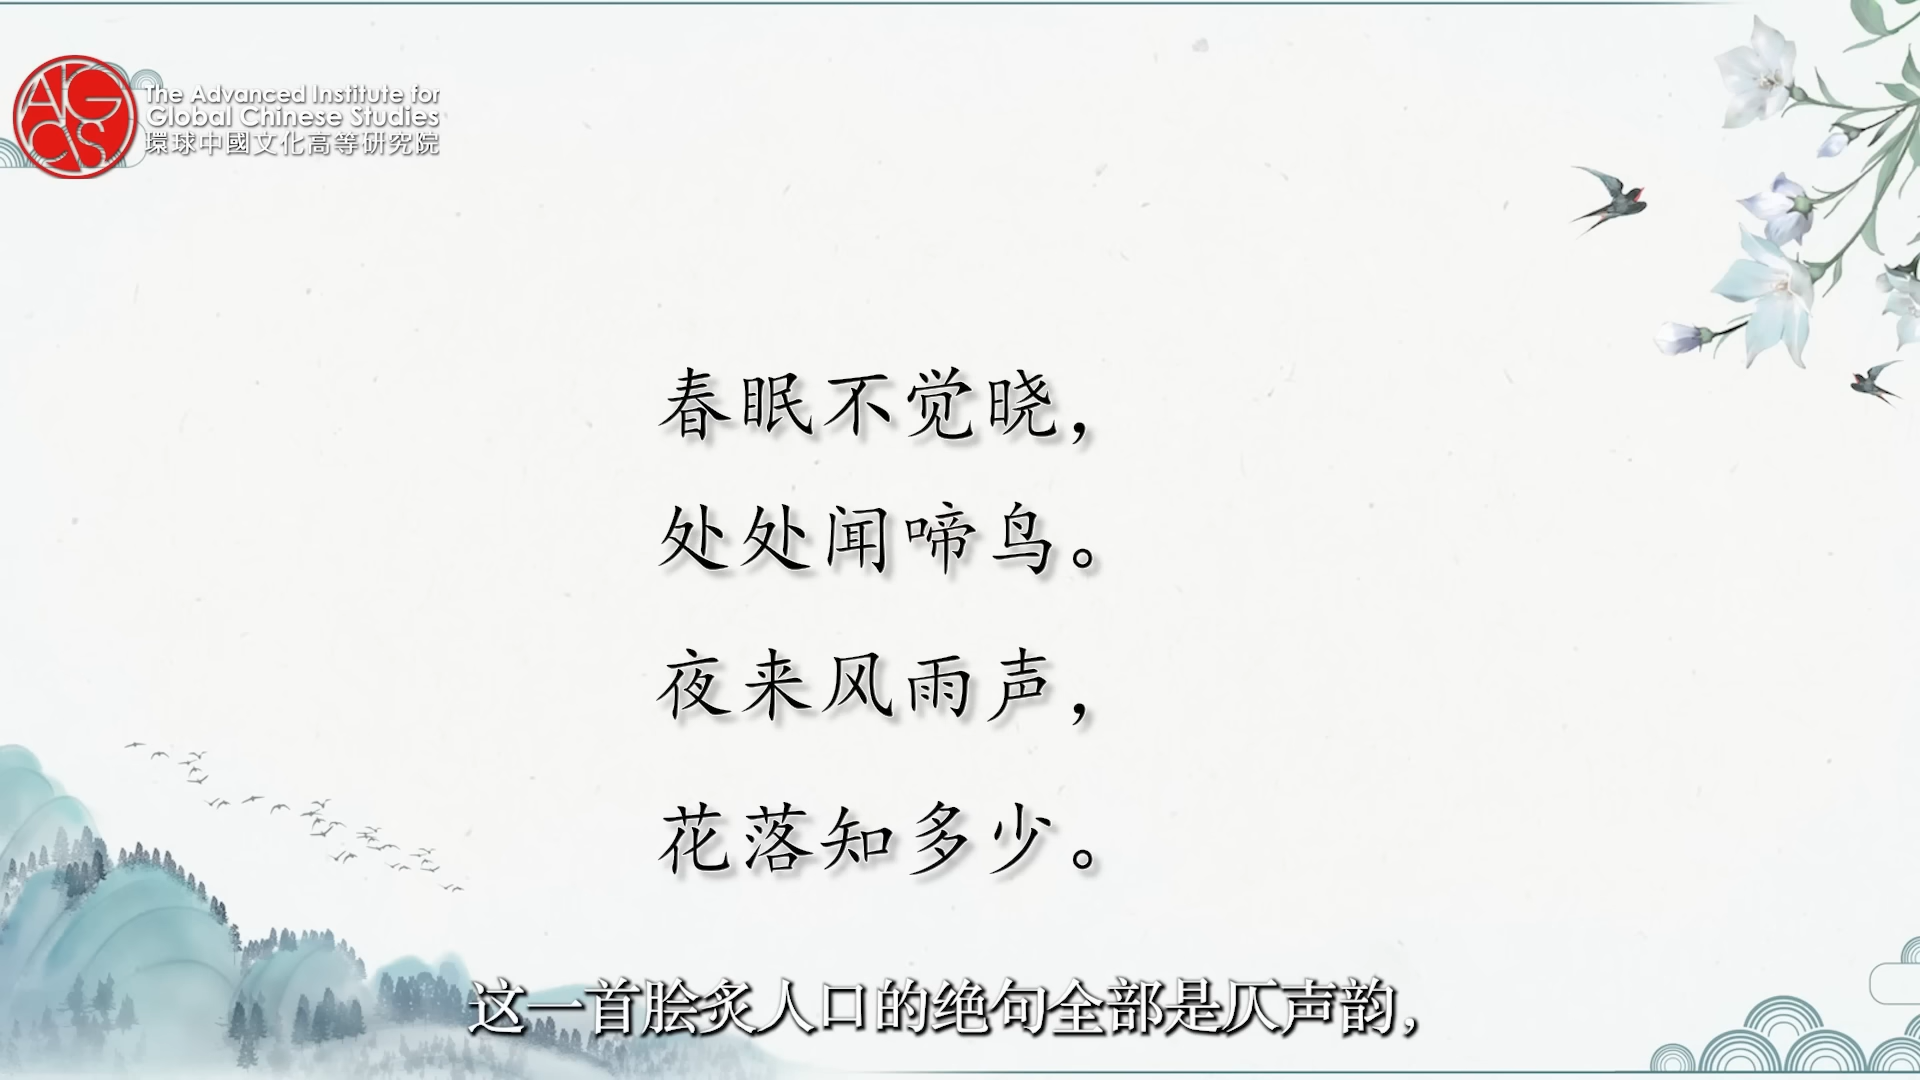 AIGCS
The Advanced Institute for
Global Chinese Studies
環球中國文化高等研究院
春眠不觉晓，
处处闻啼鸟。
夜来风雨声，
花落知多少。
这一首脍炙人口的绝句全部是仄声韵，